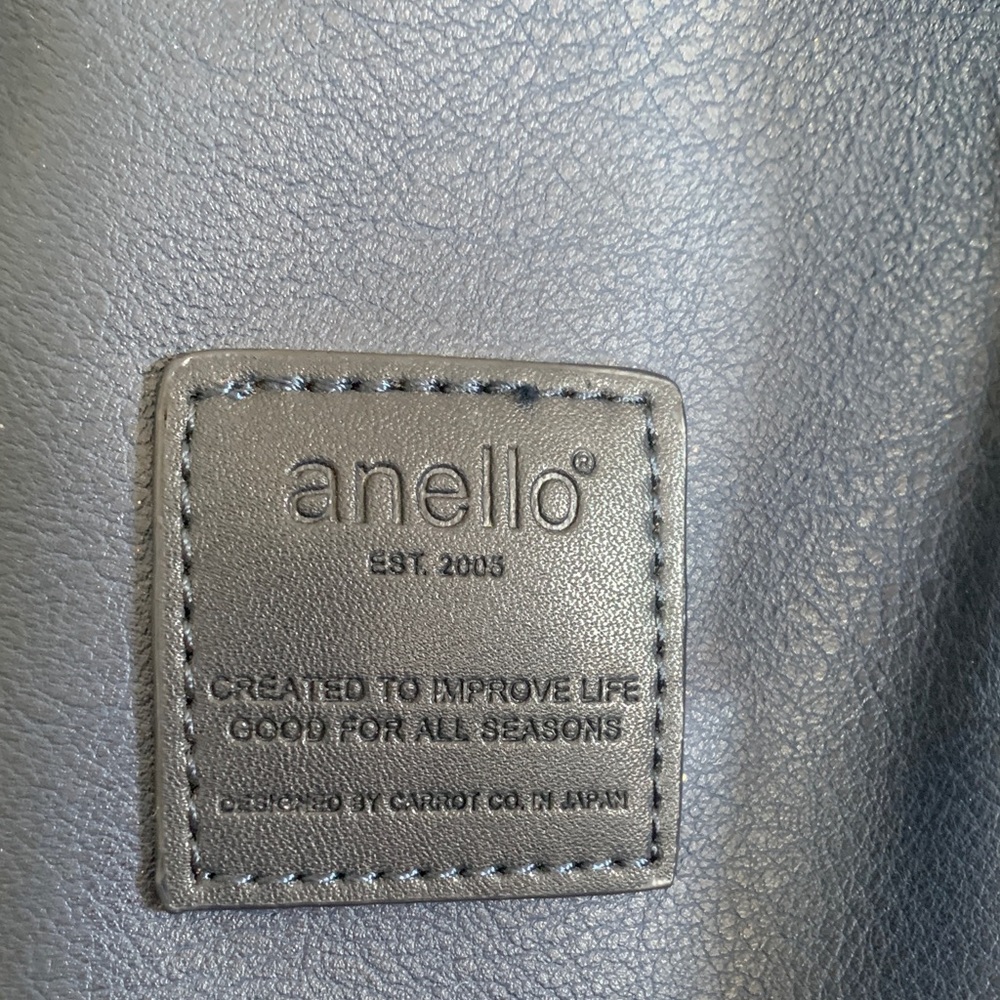 anello®
EST. 2005
CREATED TO IMPROVE LIFE
GOOD FOR ALL SEASONS
DESIGNED BY CARROT CO. IN JAPAN